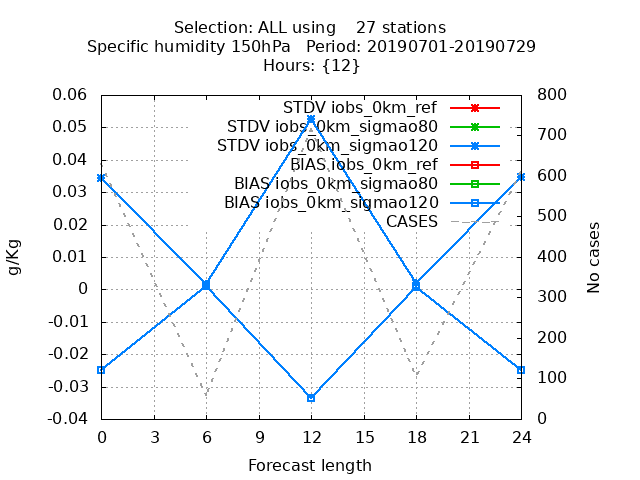 Selection: ALL using    27 stations
Specific humidity 150hPa   Period: 20190701-20190729
Hours: {12}
STDV iobs_0km_ref
STDV iobs_0km_sigmao80
STDV iobs_0km_sigmao120
BIAS iobs_0km_ref
BIAS iobs_0km_sigmao80
BIAS iobs_0km_sigmao120
CASES
g/Kg
0.06
0.05
0.04
0.03
0.02
0.01
0
-0.01
-0.02
-0.03
-0.04
No cases
800
700
600
500
400
300
200
100
0
0 3 6 9 12 15 18 21 24
Forecast length